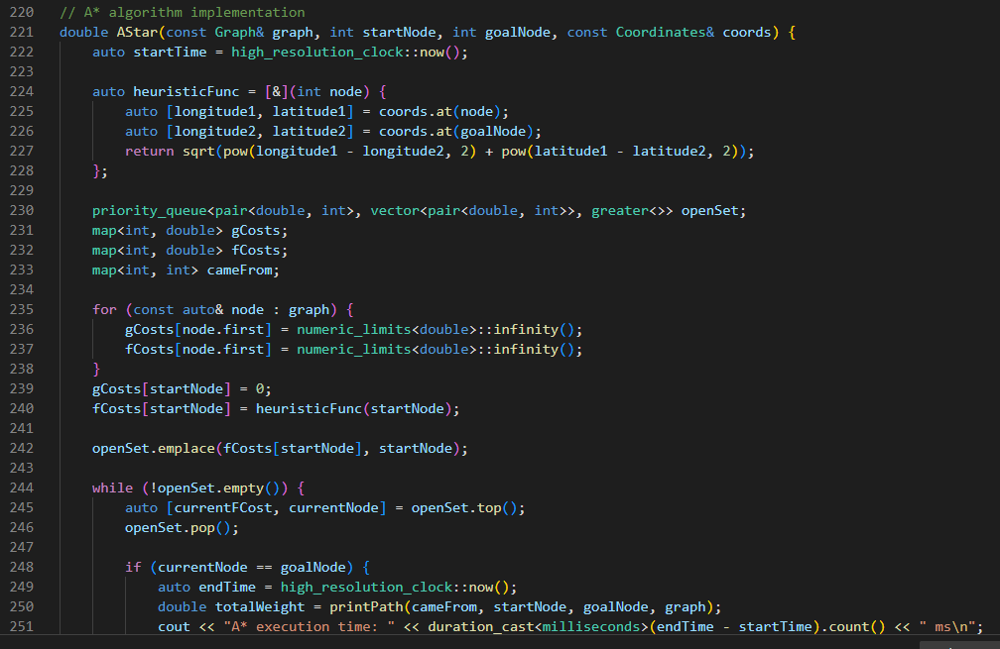 220 // A* algorithm implementation
221 double AStar(const Graph& graph, int startNode, int goalNode, const Coordinates& coords) {
222     auto startTime = high_resolution_clock::now();
223
224     auto heuristicFunc = [&](int node) {
225         auto [longitude1, latitude1] = coords.at(node);
226         auto [longitude2, latitude2] = coords.at(goalNode);
227         return sqrt(pow(longitude1 - longitude2, 2) + pow(latitude1 - latitude2, 2));
228     };
229
230     priority_queue<pair<double, int>, vector<pair<double, int>>, greater<>> openSet;
231     map<int, double> gCosts;
232     map<int, double> fCosts;
233     map<int, int> cameFrom;
234
235     for (const auto& node : graph) {
236         gCosts[node.first] = numeric_limits<double>::infinity();
237         fCosts[node.first] = numeric_limits<double>::infinity();
238     }
239     gCosts[startNode] = 0;
240     fCosts[startNode] = heuristicFunc(startNode);
241
242     openSet.emplace(fCosts[startNode], startNode);
243
244     while (!openSet.empty()) {
245         auto [currentFCost, currentNode] = openSet.top();
246         openSet.pop();
247
248         if (currentNode == goalNode) {
249             auto endTime = high_resolution_clock::now();
250             double totalWeight = printPath(cameFrom, startNode, goalNode, graph);
251             cout << "A* execution time: " << duration_cast<milliseconds>(endTime - startTime).count() << " ms\n";